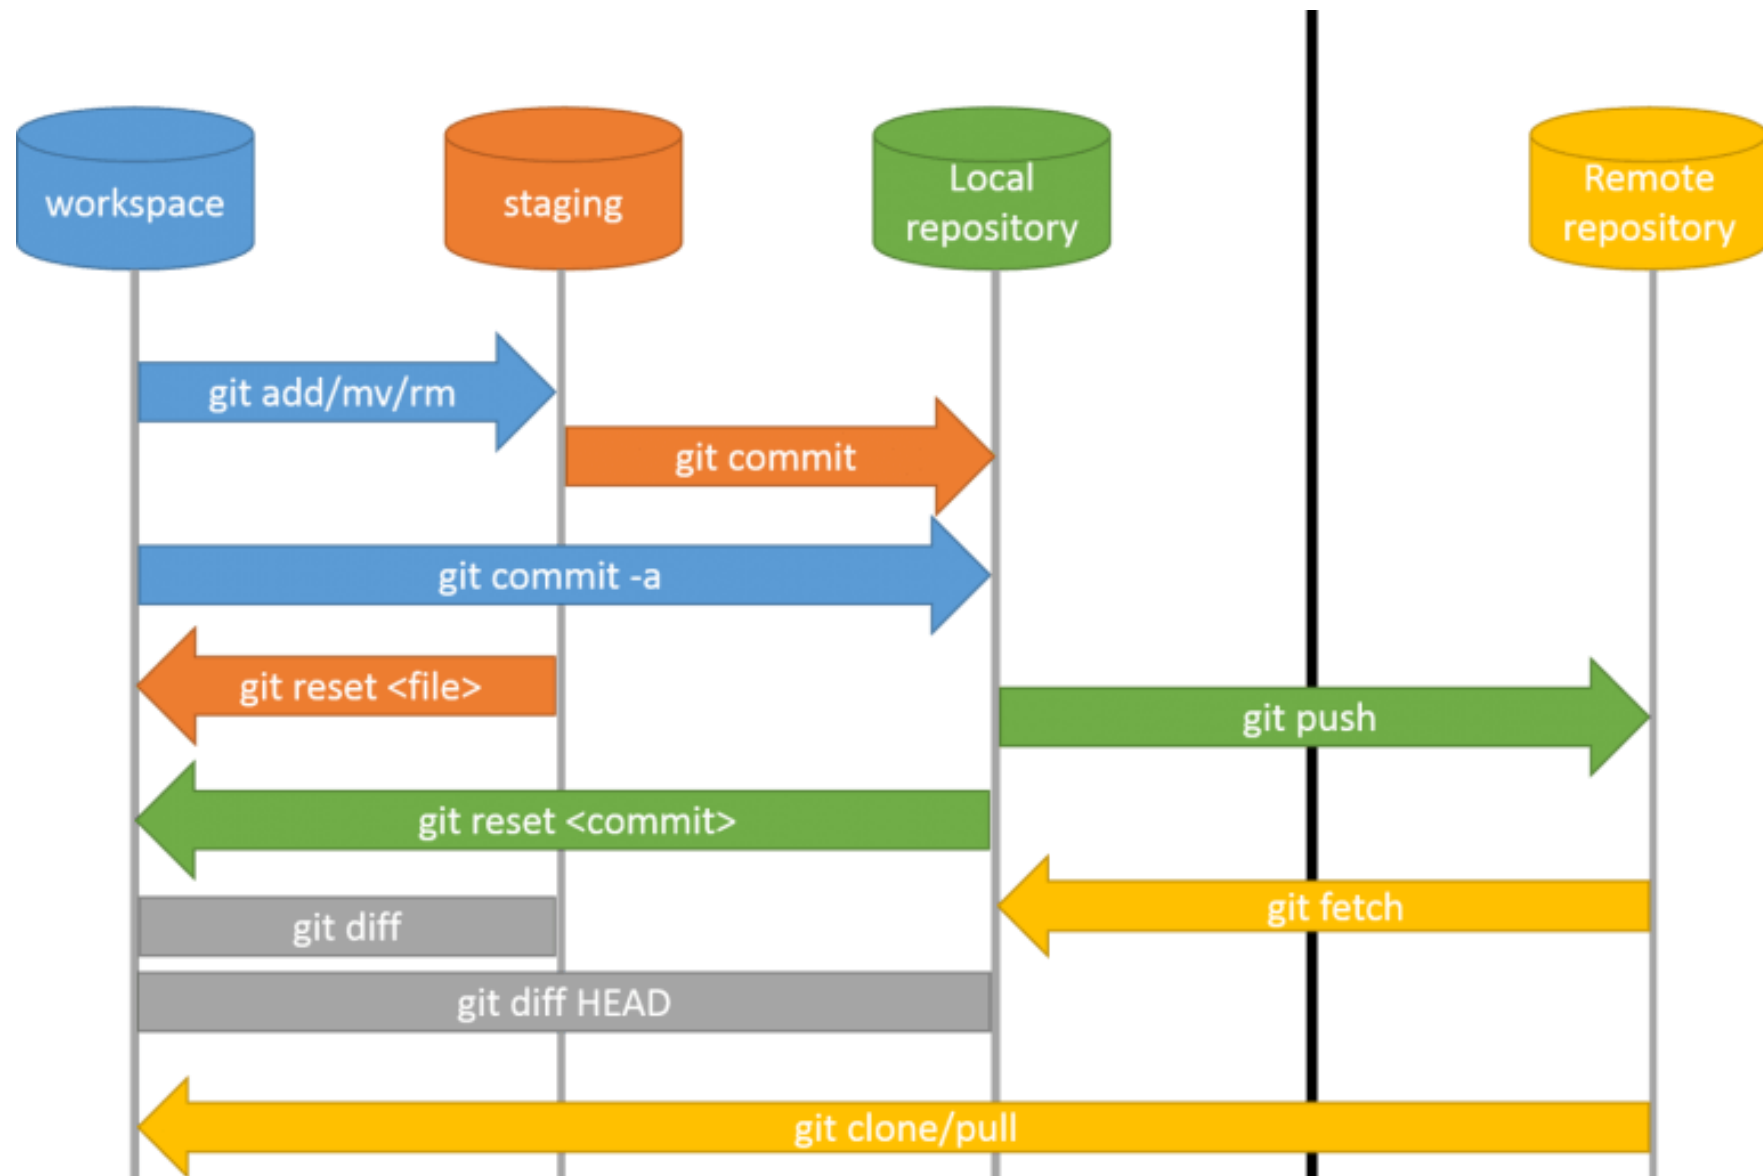 workspace
staging
Local
repository
Remote
repository
git add/mv/rm
git commit
git commit -a
git reset <file>
git push
git reset <commit>
git fetch
git diff
git diff HEAD
git clone/pull